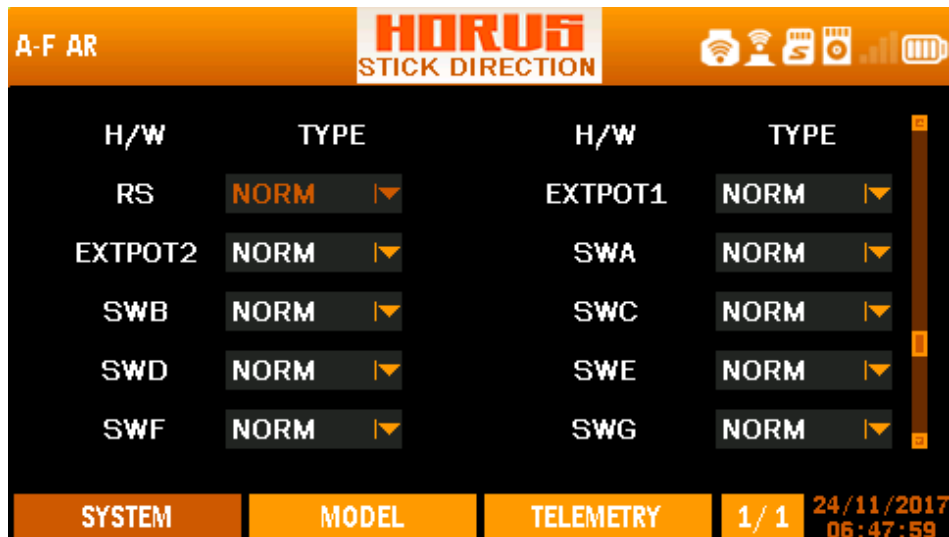 A-F AR
HORUS
STICK DIRECTION
H/W TYPE H/W TYPE
RS NORM EXTPOT1 NORM
EXTPOT2 NORM SWA NORM
SWB NORM SWC NORM
SWD NORM SWE NORM
SWF NORM SWG NORM
SYSTEM MODEL TELEMETRY 1/1 24/11/2017
06:47:59